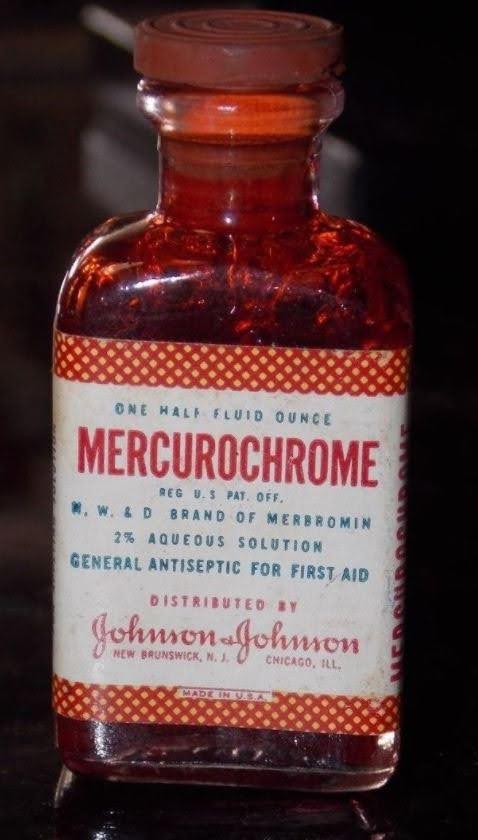 ONE HALF FLUID OUNCE
MERCUROCHROME
REG U.S PAT. OFF.
H. W. & D BRAND OF MERBROMIN
2% AQUEOUS SOLUTION
GENERAL ANTISEPTIC FOR FIRST AID
DISTRIBUTED BY
Johnson & Johnson
NEW BRUNSWICK, N. J. CHICAGO, ILL.
MADE IN U.S.A.
MERCUROCHROME